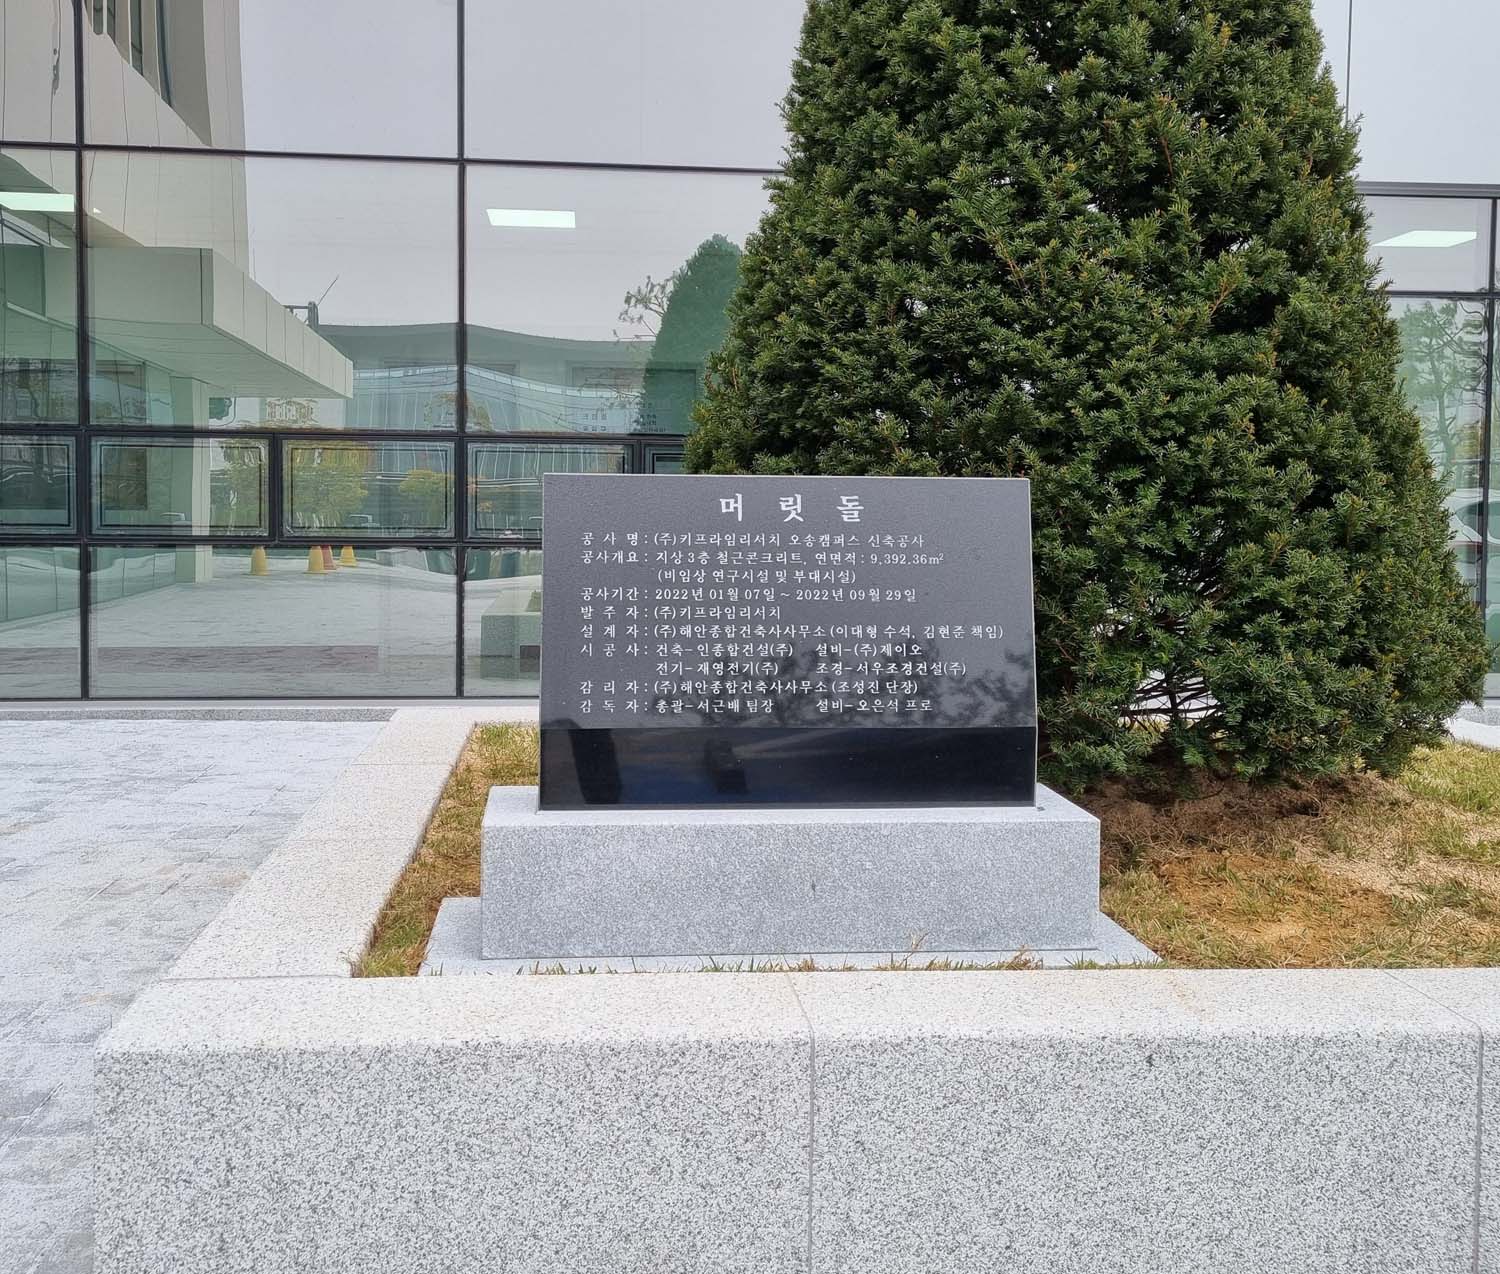 머릿돌
공 사 명 : (주)키프라임리서치 오송캠퍼스 신축공사
공사개요 : 지상3층 철근콘크리트, 연면적 : 9,392.36㎡
(비임상 연구시설 및 부대시설)
공사기간 : 2022년 01월 07일 ~ 2022년 09월 29일
발 주 자 : (주)키프라임리서치
설 계 자 : (주)해안종합건축사사무소(이대형 수석, 김현준 책임)
시 공 사 : 건축-인종합건설(주) 설비-(주)제이오
전기-재영전기(주) 조경-서우조경건설(주)
감 리 자 : (주)해안종합건축사사무소(조성진 단장)
감 독 자 : 총괄-서근배 팀장 설비-오은석 프로